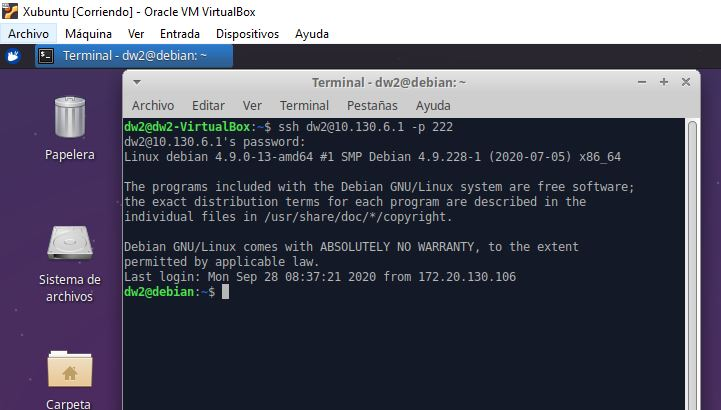 Xubuntu [Corriendo] - Oracle VM VirtualBox
Archivo Máquina Ver Entrada Dispositivos Ayuda
Terminal - dw2@debian: ~
Terminal - dw2@debian: ~
Archivo Editar Ver Terminal Pestañas Ayuda
dw2@dw2-VirtualBox:~$ ssh dw2@10.130.6.1 -p 222
dw2@10.130.6.1's password:
Linux debian 4.9.0-13-amd64 #1 SMP Debian 4.9.228-1 (2020-07-05) x86_64
The programs included with the Debian GNU/Linux system are free software;
the exact distribution terms for each program are described in the
individual files in /usr/share/doc/*/copyright.
Debian GNU/Linux comes with ABSOLUTELY NO WARRANTY, to the extent
permitted by applicable law.
Last login: Mon Sep 28 08:37:21 2020 from 172.20.130.106
dw2@debian:~$
Papelera
Sistema de
archivos
Carpeta